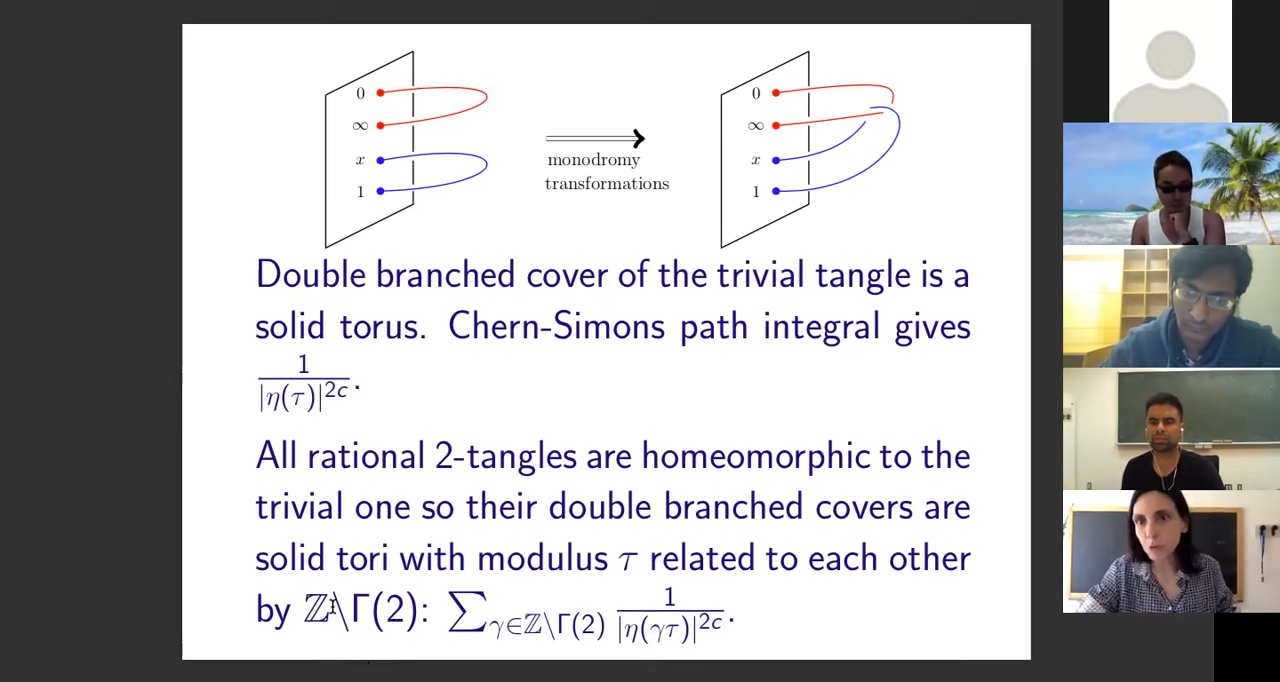 0
∞
x
1
monodromy
transformations
0
∞
x
1
Double branched cover of the trivial tangle is a
solid torus. Chern-Simons path integral gives
1/|η(τ)|^{2c}.
All rational 2-tangles are homeomorphic to the
trivial one so their double branched covers are
solid tori with modulus τ related to each other
by ℤ\Γ(2): ∑_{γ∈ℤ\Γ(2)} 1/|η(γτ)|^{2c}.